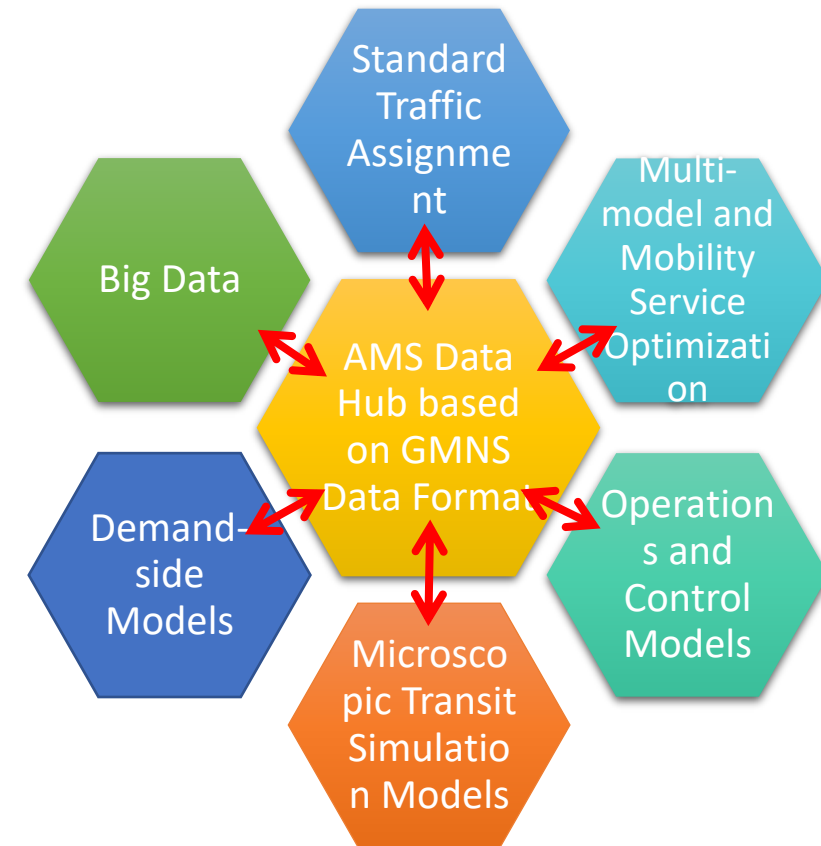 Standard
Traffic
Assignme
nt
Multi-
model and
Mobility
Service
Optimizati
on
Big Data
AMS Data
Hub based
on GMNS
Data Format
Demand-
side
Models
Operation
s and
Control
Models
Microsco
pic Transit
Simulatio
n Models